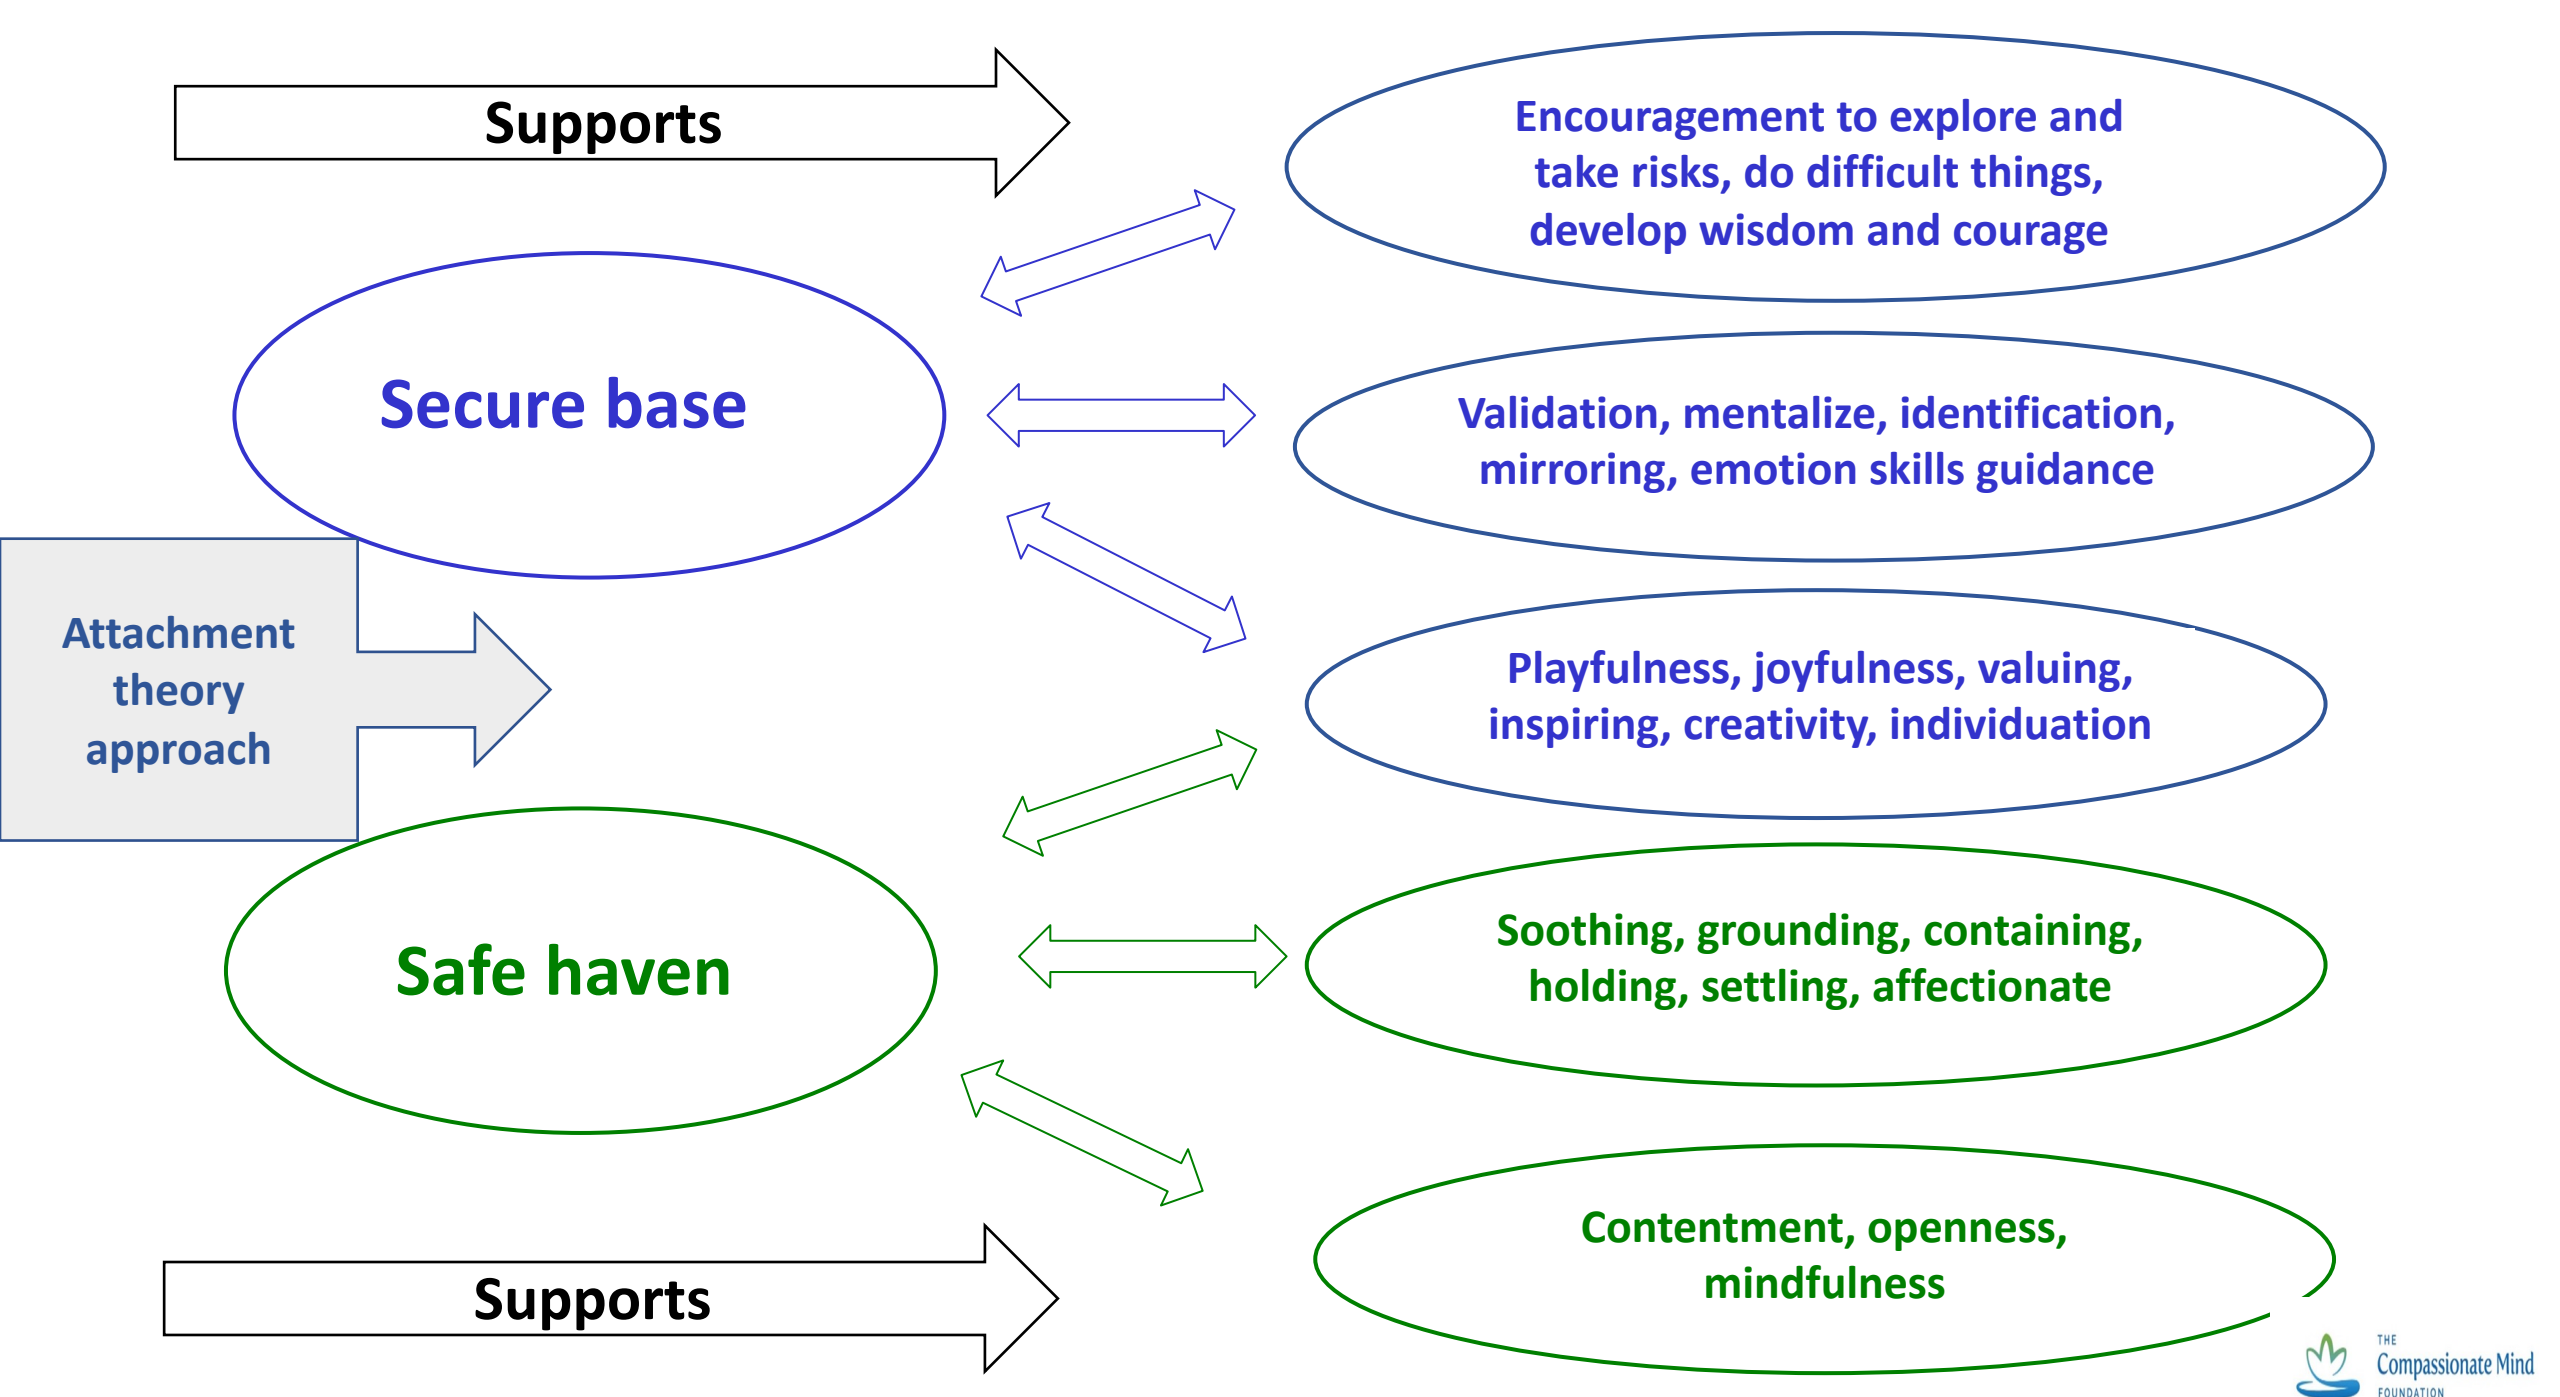 Supports
Encouragement to explore and
take risks, do difficult things,
develop wisdom and courage
Secure base
Validation, mentalize, identification,
mirroring, emotion skills guidance
Attachment
theory
approach
Playfulness, joyfulness, valuing,
inspiring, creativity, individuation
Safe haven
Soothing, grounding, containing,
holding, settling, affectionate
Supports
Contentment, openness,
mindfulness
THE
Compassionate Mind
FOUNDATION